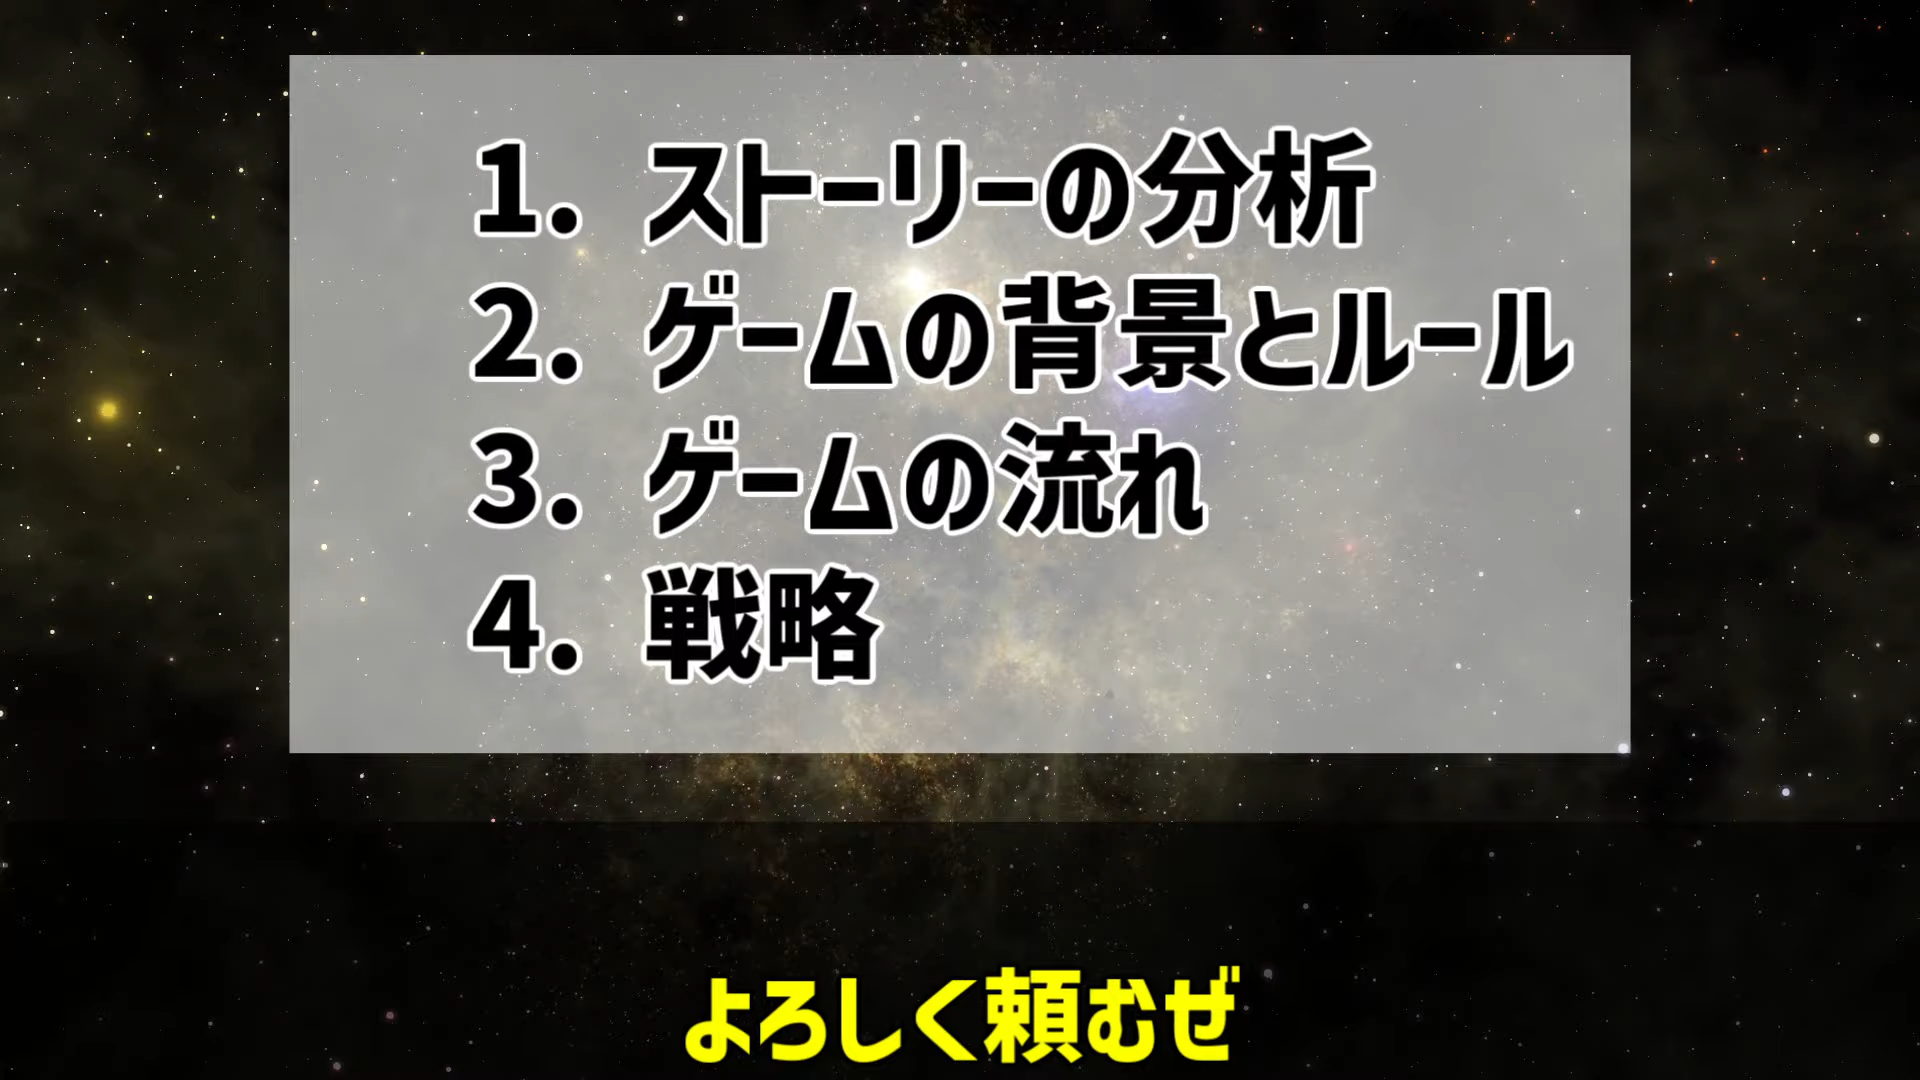 1. ストーリーの分析
2. ゲームの背景とルール
3. ゲームの流れ
4. 戦略
よろしく頼むぜ